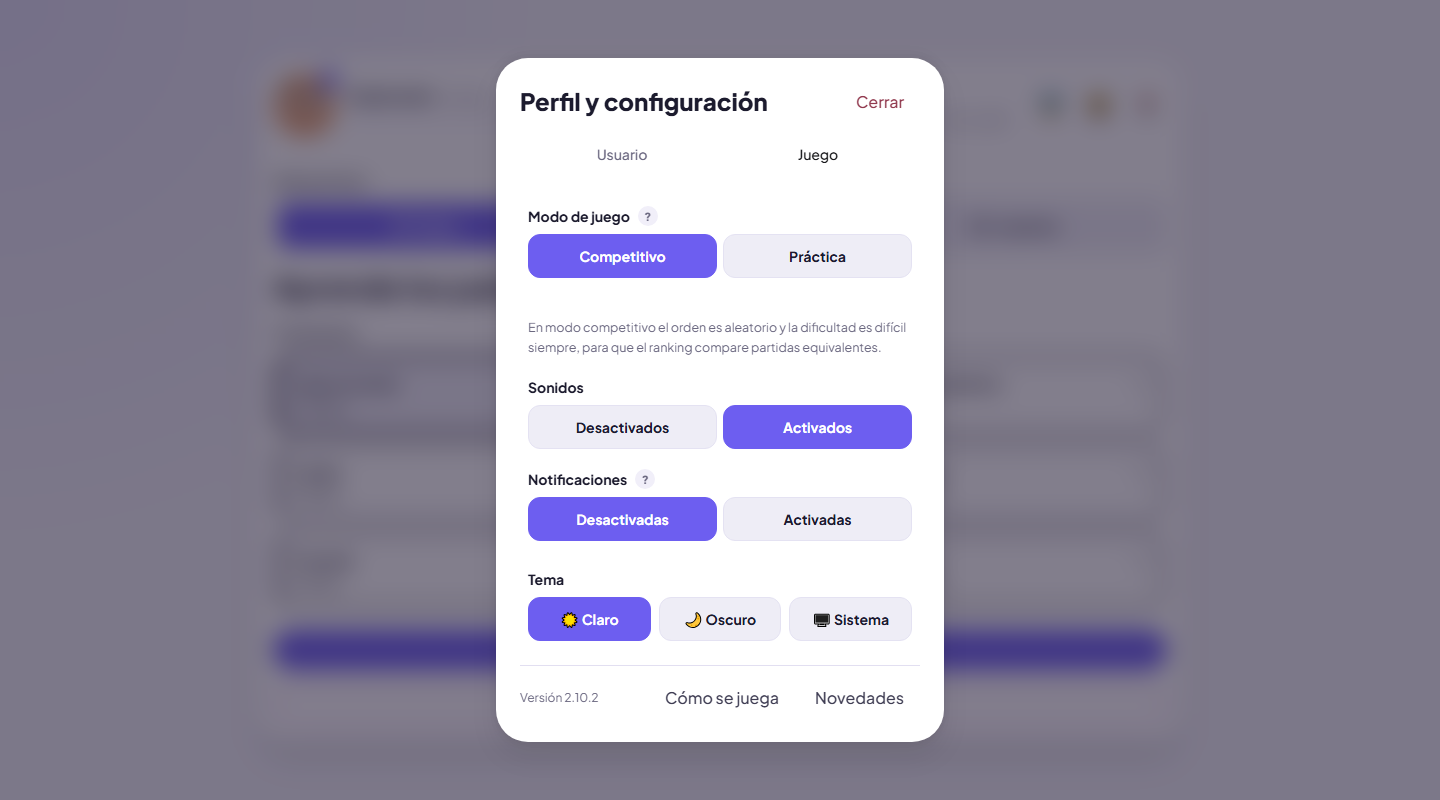 Perfil y configuración
Cerrar
Usuario
Juego
Modo de juego ?
Competitivo
Práctica
En modo competitivo el orden es aleatorio y la dificultad es difícil
siempre, para que el ranking compare partidas equivalentes.
Sonidos
Desactivados
Activados
Notificaciones ?
Desactivadas
Activadas
Tema
Claro
Oscuro
Sistema
Versión 2.10.2
Cómo se juega
Novedades